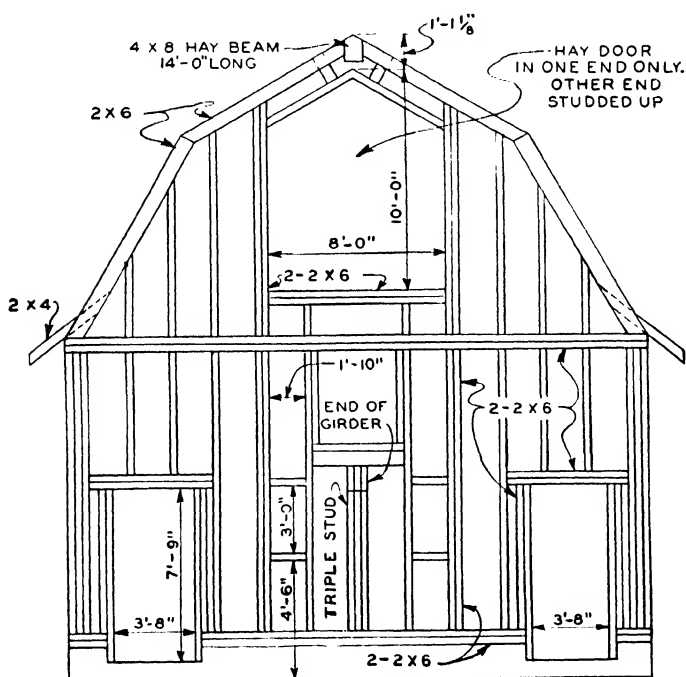 1'-1⅛"
4 X 8 HAY BEAM
14'-0" LONG
HAY DOOR
IN ONE END ONLY.
OTHER END
STUDDED UP
2 X 6
10'-0"
8'-0"
2-2 X 6
2 X 4
1'-10"
END OF
GIRDER
2-2 X 6
3'-0"
TRIPLE STUD
7'-9"
4'-6"
3'-8"
3'-8"
2-2 X 6